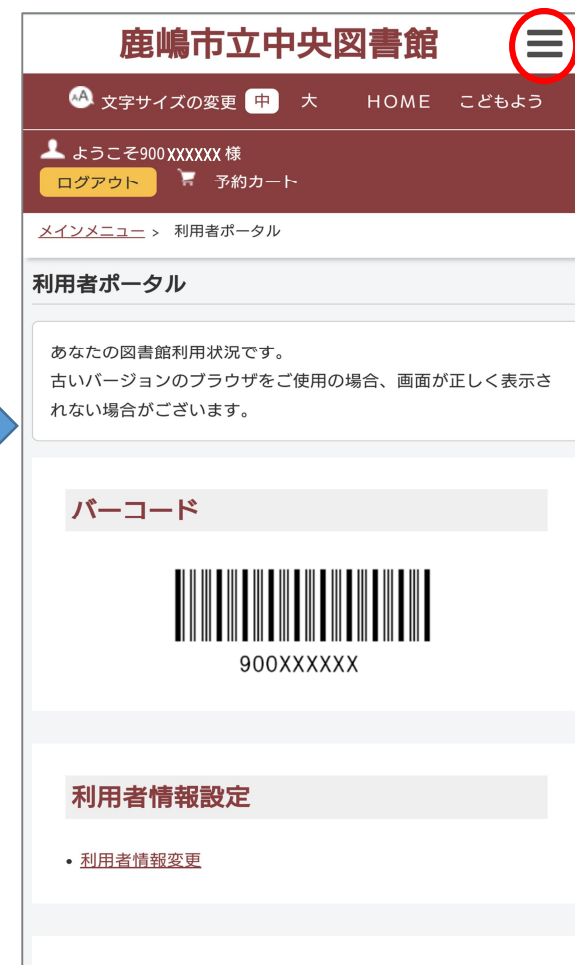 鹿嶋市立中央図書館
AA 文字サイズの変更 中 大 HOME こどもよう
ようこそ900XXXXXX 様
ログアウト 予約カート
メインメニュー > 利用者ポータル
利用者ポータル
あなたの図書館利用状況です。
古いバージョンのブラウザをご使用の場合、画面が正しく表示さ
れない場合がございます。
バーコード
900XXXXXX
利用者情報設定
• 利用者情報変更